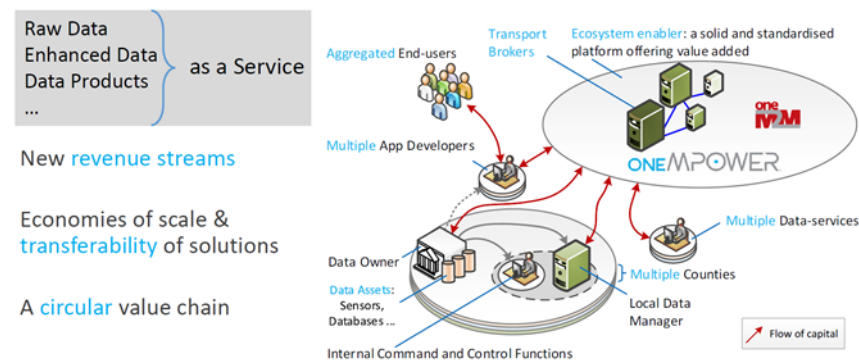 Raw Data
Enhanced Data
Data Products
...
as a Service
New revenue streams
Economies of scale &
transferability of solutions
A circular value chain
Aggregated End-users
Transport
Brokers
Ecosystem enabler: a solid and standardised
platform offering value added
one
M2M
ONEMPOWER
Multiple App Developers
Multiple Data-services
Data Owner
Data Assets:
Sensors,
Databases ...
Multiple Counties
Local Data
Manager
Internal Command and Control Functions
Flow of capital